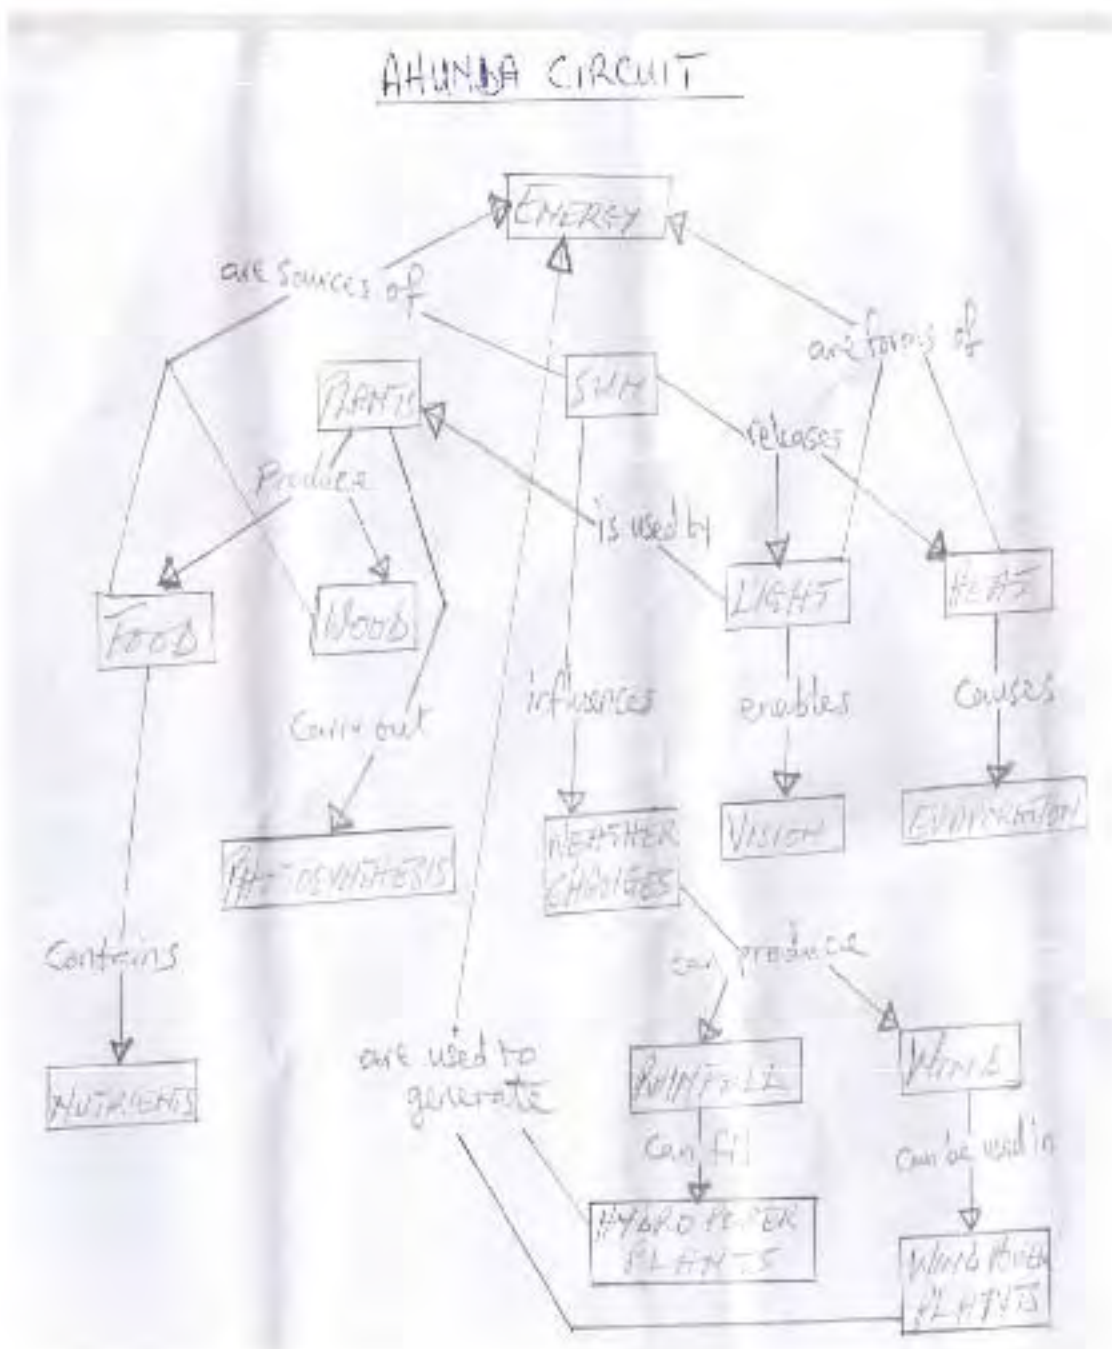 AHUNDA CIRCUIT
ENERGY
are sources of
are forms of
PLANTS
SUN
releases
Produce
is used by
FOOD
WOOD
LIGHT
HEAT
Carry out
influences
enables
causes
PHOTOSYNTHESIS
WEATHER
CHANGES
VISION
EVAPORATION
Contains
can produce
NUTRIENTS
are used to
generate
RAINFALL
WIND
can fill
can be used in
HYDRO POWER
PLANTS
WIND POWER
PLANTS